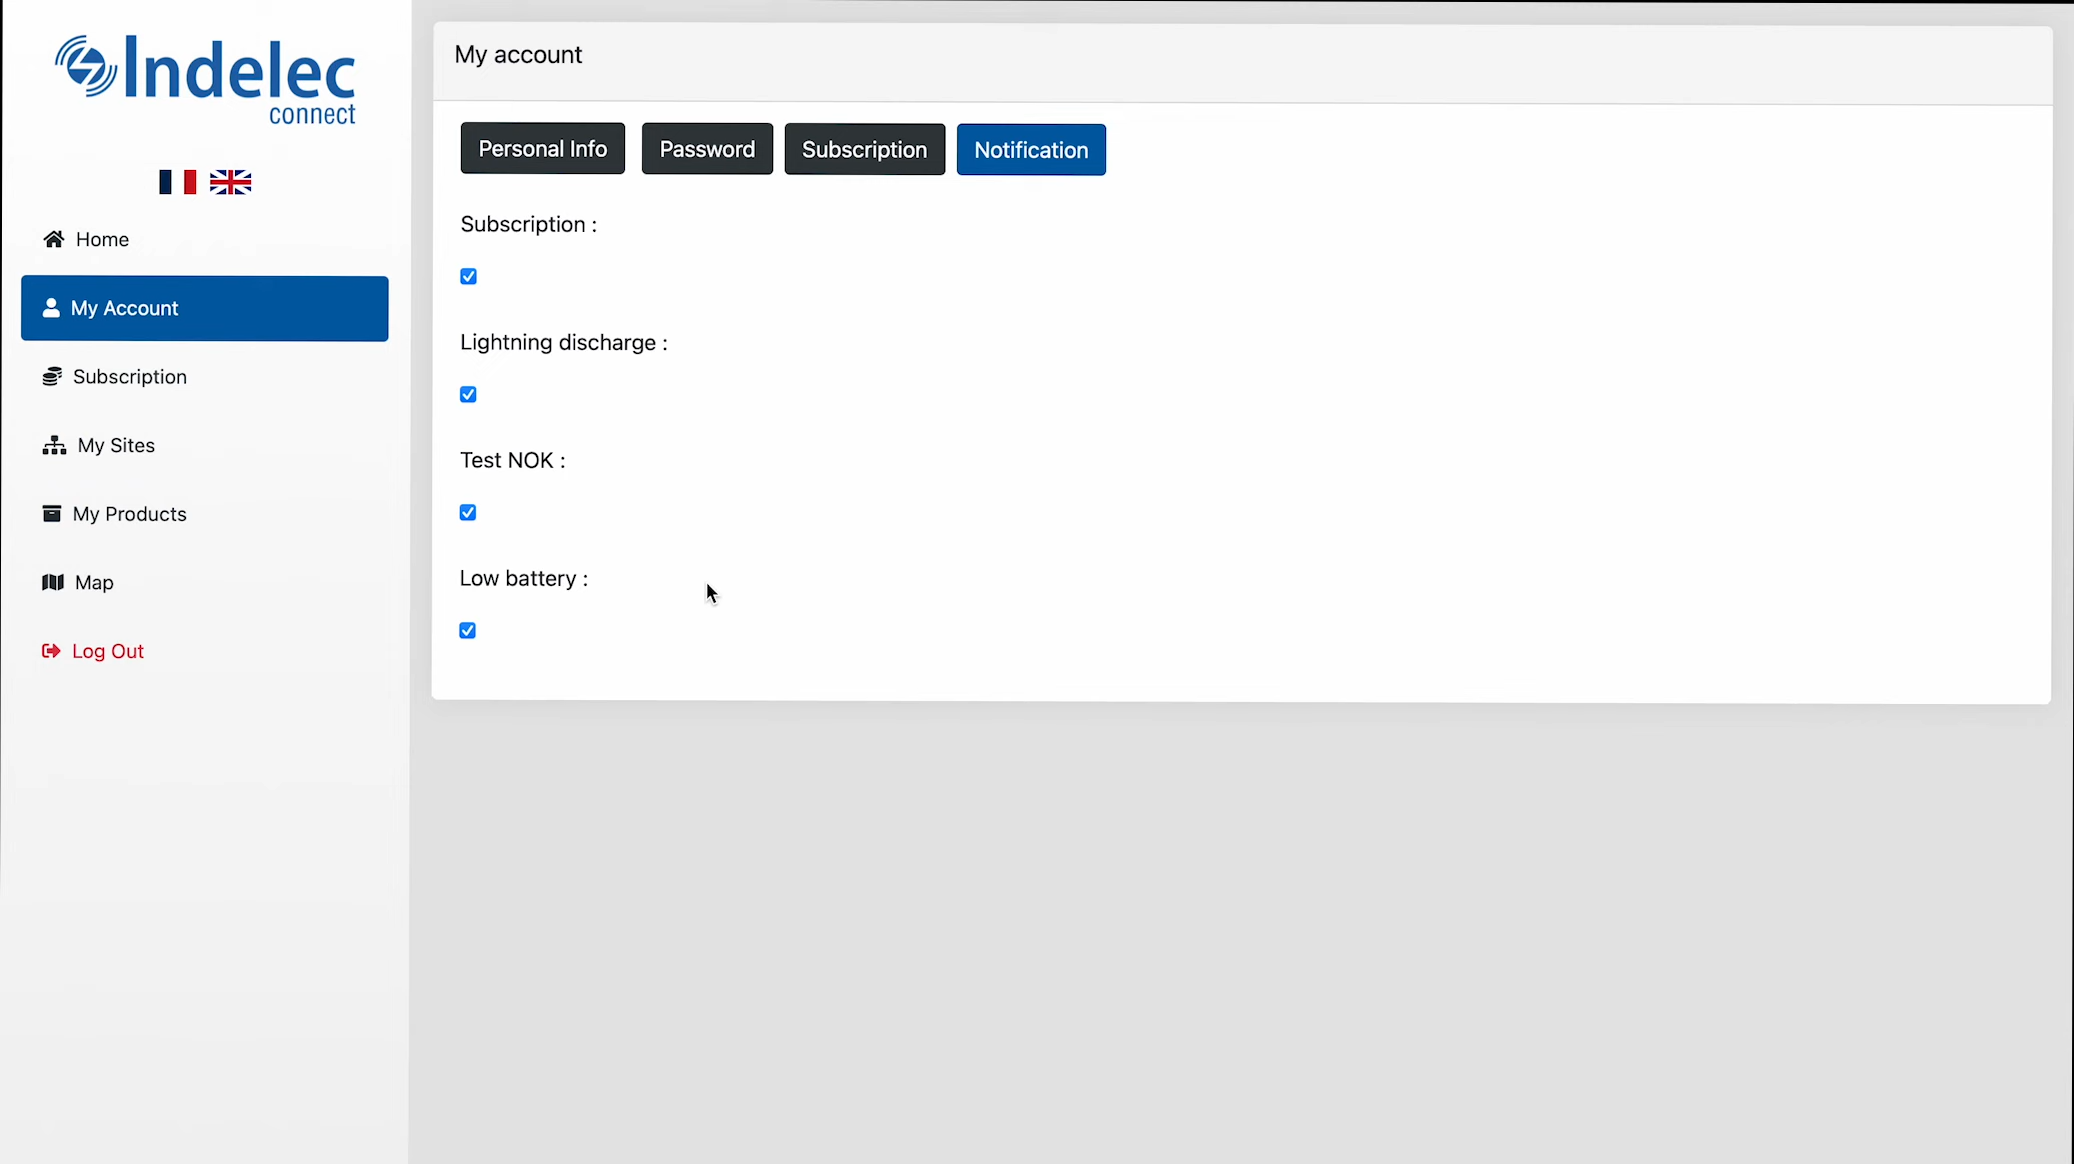 Indelec
connect
Home
My Account
Subscription
My Sites
My Products
Map
Log Out
My account
Personal Info
Password
Subscription
Notification
Subscription :
Lightning discharge :
Test NOK :
Low battery :